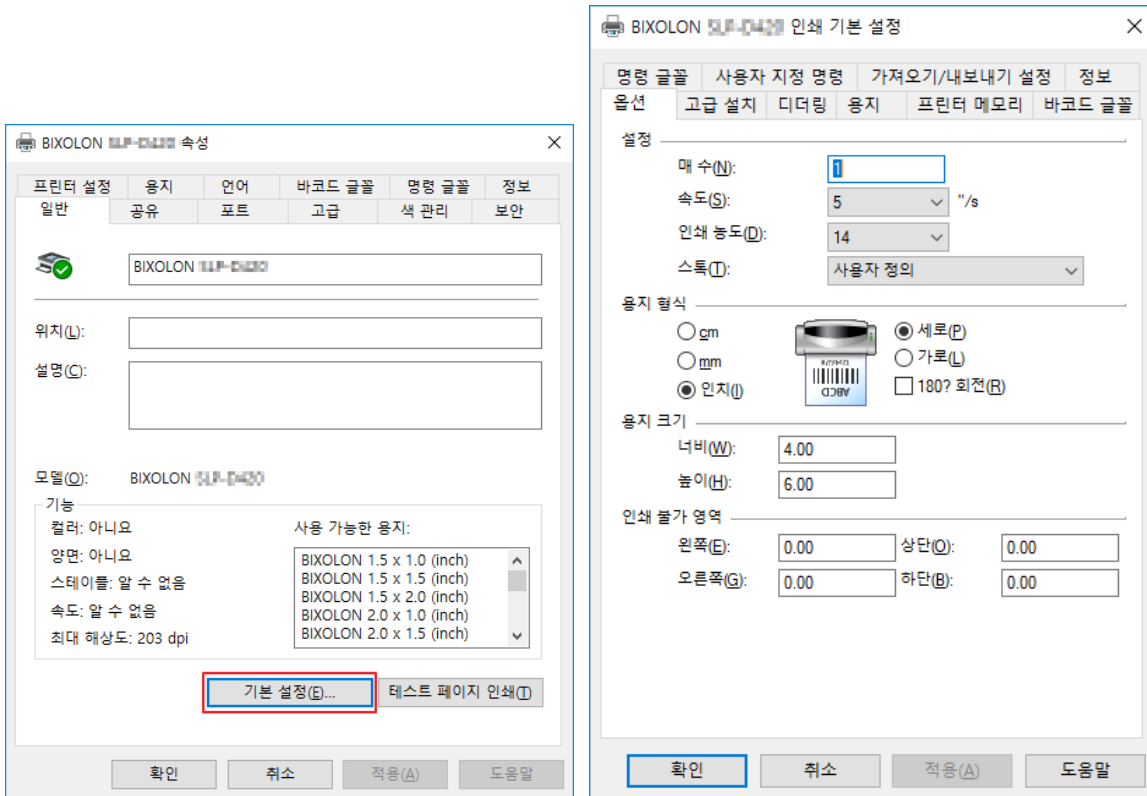 BIXOLON 속성
프린터 설정 용지 언어 바코드 글꼴 명령 글꼴 정보
일반 공유 포트 고급 색 관리 보안
BIXOLON
위치(L):
설명(C):
모델(O): BIXOLON
기능
컬러: 아니요
양면: 아니요
스테이플: 알 수 없음
속도: 알 수 없음
최대 해상도: 203 dpi
사용 가능한 용지:
BIXOLON 1.5 x 1.0 (inch)
BIXOLON 1.5 x 1.5 (inch)
BIXOLON 1.5 x 2.0 (inch)
BIXOLON 2.0 x 1.0 (inch)
BIXOLON 2.0 x 1.5 (inch)
기본 설정(E)... 테스트 페이지 인쇄(T)
확인 취소 적용(A) 도움말
BIXOLON 인쇄 기본 설정
명령 글꼴 사용자 지정 명령 가져오기/내보내기 설정 정보
옵션 고급 설치 디더링 용지 프린터 메모리 바코드 글꼴
설정
매 수(N): 1
속도(S): 5 "/s
인쇄 농도(D): 14
스톡(T): 사용자 정의
용지 형식
cm
mm
인치(I)
ABCD
세로(P)
가로(L)
180? 회전(R)
용지 크기
너비(W): 4.00
높이(H): 6.00
인쇄 불가 영역
왼쪽(E): 0.00 상단(O): 0.00
오른쪽(G): 0.00 하단(B): 0.00
확인 취소 적용(A) 도움말